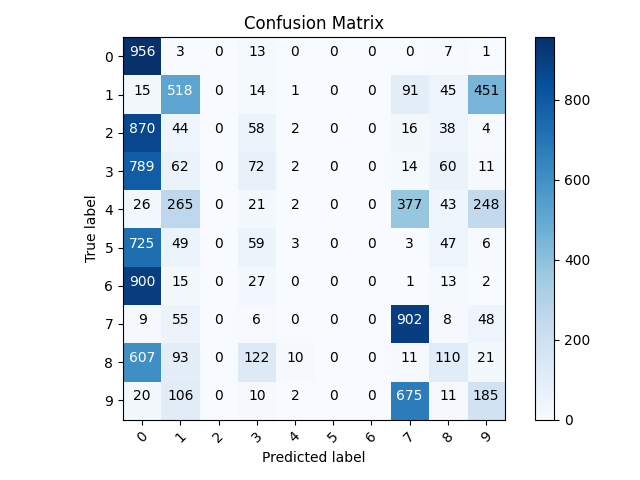 Confusion Matrix
0 956 3 0 13 0 0 0 0 7 1
1 15 518 0 14 1 0 0 91 45 451
2 870 44 0 58 2 0 0 16 38 4
3 789 62 0 72 2 0 0 14 60 11
4 26 265 0 21 2 0 0 377 43 248
5 725 49 0 59 3 0 0 3 47 6
6 900 15 0 27 0 0 0 1 13 2
7 9 55 0 6 0 0 0 902 8 48
8 607 93 0 122 10 0 0 11 110 21
9 20 106 0 10 2 0 0 675 11 185
0 1 2 3 4 5 6 7 8 9
True label
Predicted label
800
600
400
200
0